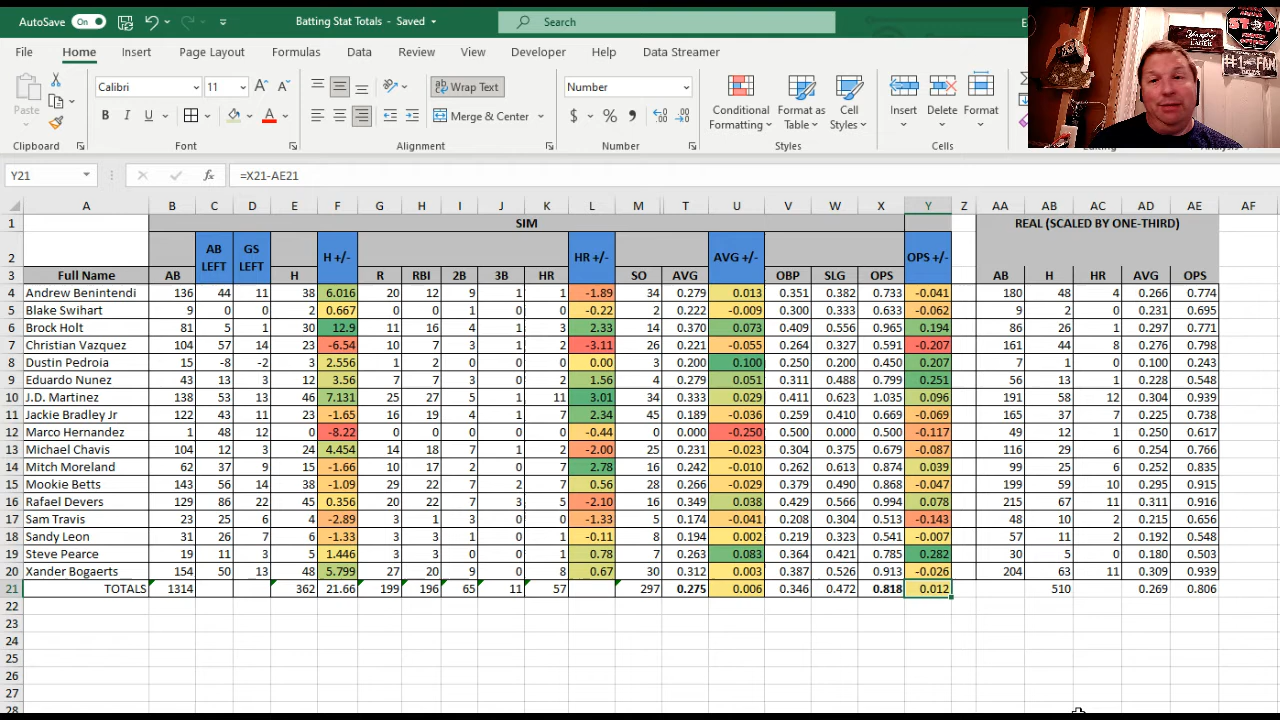 AutoSave On Batting Stat Totals - Saved Search E
File Home Insert Page Layout Formulas Data Review View Developer Help Data Streamer
Calibri 11 Wrap Text Number
Paste B I U A Merge & Center $ % Conditional Formatting Format as Table Cell Styles Insert Delete Format
Clipboard Font Alignment Number Styles Cells
#1 FAN
Y21 fx =X21-AE21
A B C D E F G H I J K L M T U V W X Y Z AA AB AC AD AE AF
1 SIM REAL (SCALED BY ONE-THIRD)
2 AB LEFT GS LEFT H +/- HR +/- AVG +/- OPS +/-
3 Full Name AB H R RBI 2B 3B HR SO AVG OBP SLG OPS AB H HR AVG OPS
4 Andrew Benintendi 136 44 11 38 6.016 20 12 9 1 1 -1.89 34 0.279 0.013 0.351 0.382 0.733 -0.041 180 48 4 0.266 0.774
5 Blake Swihart 9 0 0 2 0.667 0 0 1 0 0 -0.22 2 0.222 -0.009 0.300 0.333 0.633 -0.062 9 2 0 0.231 0.695
6 Brock Holt 81 5 1 30 12.9 11 16 4 1 3 2.33 14 0.370 0.073 0.409 0.556 0.965 0.194 86 26 1 0.297 0.771
7 Christian Vazquez 104 57 14 23 -6.54 10 7 3 1 2 -3.11 26 0.221 -0.055 0.264 0.327 0.591 -0.207 161 44 8 0.276 0.798
8 Dustin Pedroia 15 -8 -2 3 2.556 1 2 0 0 0 0.00 3 0.200 0.100 0.250 0.200 0.450 0.207 7 1 0 0.100 0.243
9 Eduardo Nunez 43 13 3 12 3.56 7 7 3 0 2 1.56 4 0.279 0.051 0.311 0.488 0.799 0.251 56 13 1 0.228 0.548
10 J.D. Martinez 138 53 13 46 7.131 25 27 5 1 11 3.01 34 0.333 0.029 0.411 0.623 1.035 0.096 191 58 12 0.304 0.939
11 Jackie Bradley Jr 122 43 11 23 -1.65 16 19 4 1 7 2.34 45 0.189 -0.036 0.259 0.410 0.669 -0.069 165 37 7 0.225 0.738
12 Marco Hernandez 1 48 12 0 -8.22 0 0 0 0 0 -0.44 0 0.000 -0.250 0.500 0.000 0.500 -0.117 49 12 1 0.250 0.617
13 Michael Chavis 104 12 3 24 4.454 14 18 7 1 2 -2.00 25 0.231 -0.023 0.304 0.375 0.679 -0.087 116 29 6 0.254 0.766
14 Mitch Moreland 62 37 9 15 -1.66 10 17 2 0 7 2.78 16 0.242 -0.010 0.262 0.613 0.874 0.039 99 25 6 0.252 0.835
15 Mookie Betts 143 56 14 38 -1.09 29 22 7 2 7 0.56 28 0.266 -0.029 0.379 0.490 0.868 -0.047 199 59 10 0.295 0.915
16 Rafael Devers 129 86 22 45 0.356 20 22 7 3 5 -2.10 16 0.349 0.038 0.429 0.566 0.994 0.078 215 67 11 0.311 0.916
17 Sam Travis 23 25 6 4 -2.89 3 1 3 0 0 -1.33 5 0.174 -0.041 0.208 0.304 0.513 -0.143 48 10 2 0.215 0.656
18 Sandy Leon 31 26 7 6 -1.33 3 3 1 0 1 -0.11 8 0.194 0.002 0.219 0.323 0.541 -0.007 57 11 2 0.192 0.548
19 Steve Pearce 19 11 3 5 1.446 3 3 0 0 1 0.78 7 0.263 0.083 0.364 0.421 0.785 0.282 30 5 0 0.180 0.503
20 Xander Bogaerts 154 50 13 48 5.799 27 20 9 0 8 0.67 30 0.312 0.003 0.387 0.526 0.913 -0.026 204 63 11 0.309 0.939
21 TOTALS 1314 362 21.66 199 196 65 11 57 297 0.275 0.006 0.346 0.472 0.818 0.012 510 0.269 0.806
22
23
24
25
26
27
28